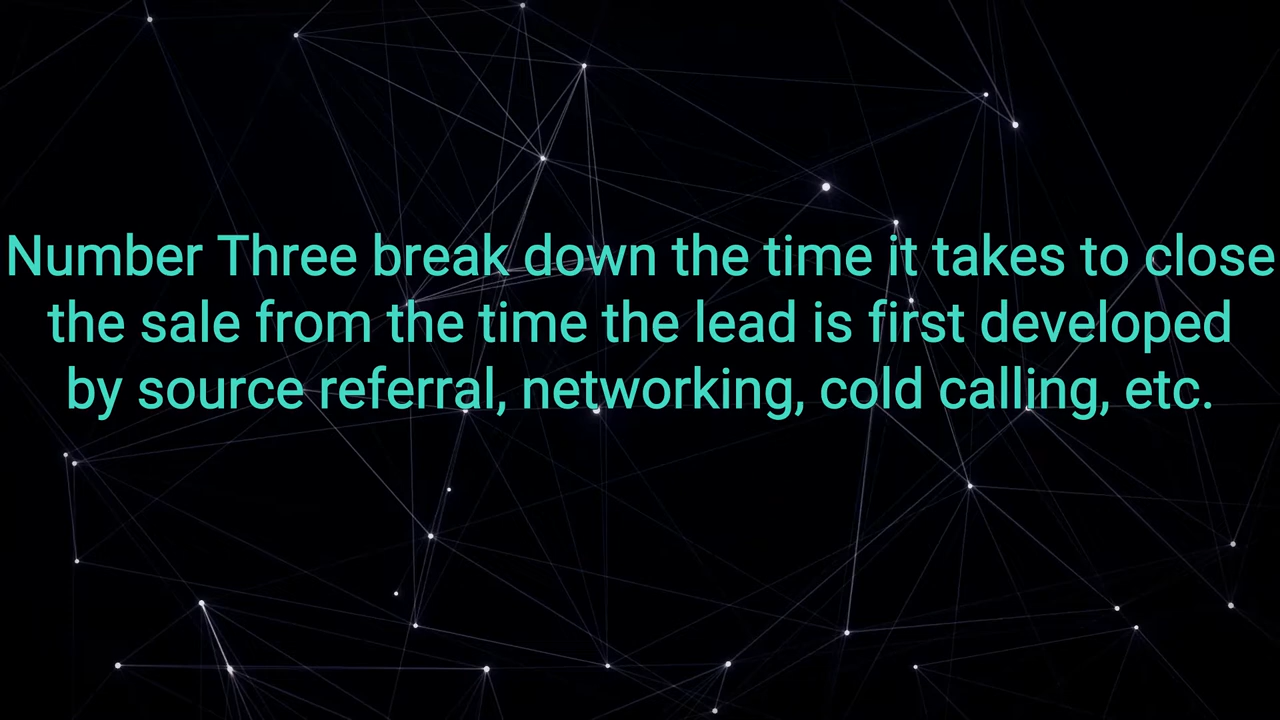 Number Three break down the time it takes to close
the sale from the time the lead is first developed
by source referral, networking, cold calling, etc.